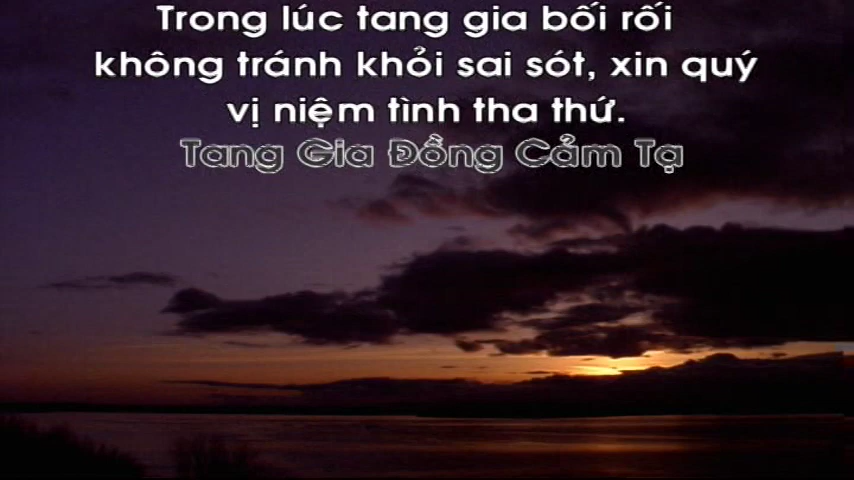 Trong lúc tang gia bối rối
không tránh khỏi sai sót, xin quý
vị niệm tình tha thứ.
Tang Gia Đồng Cảm Tạ